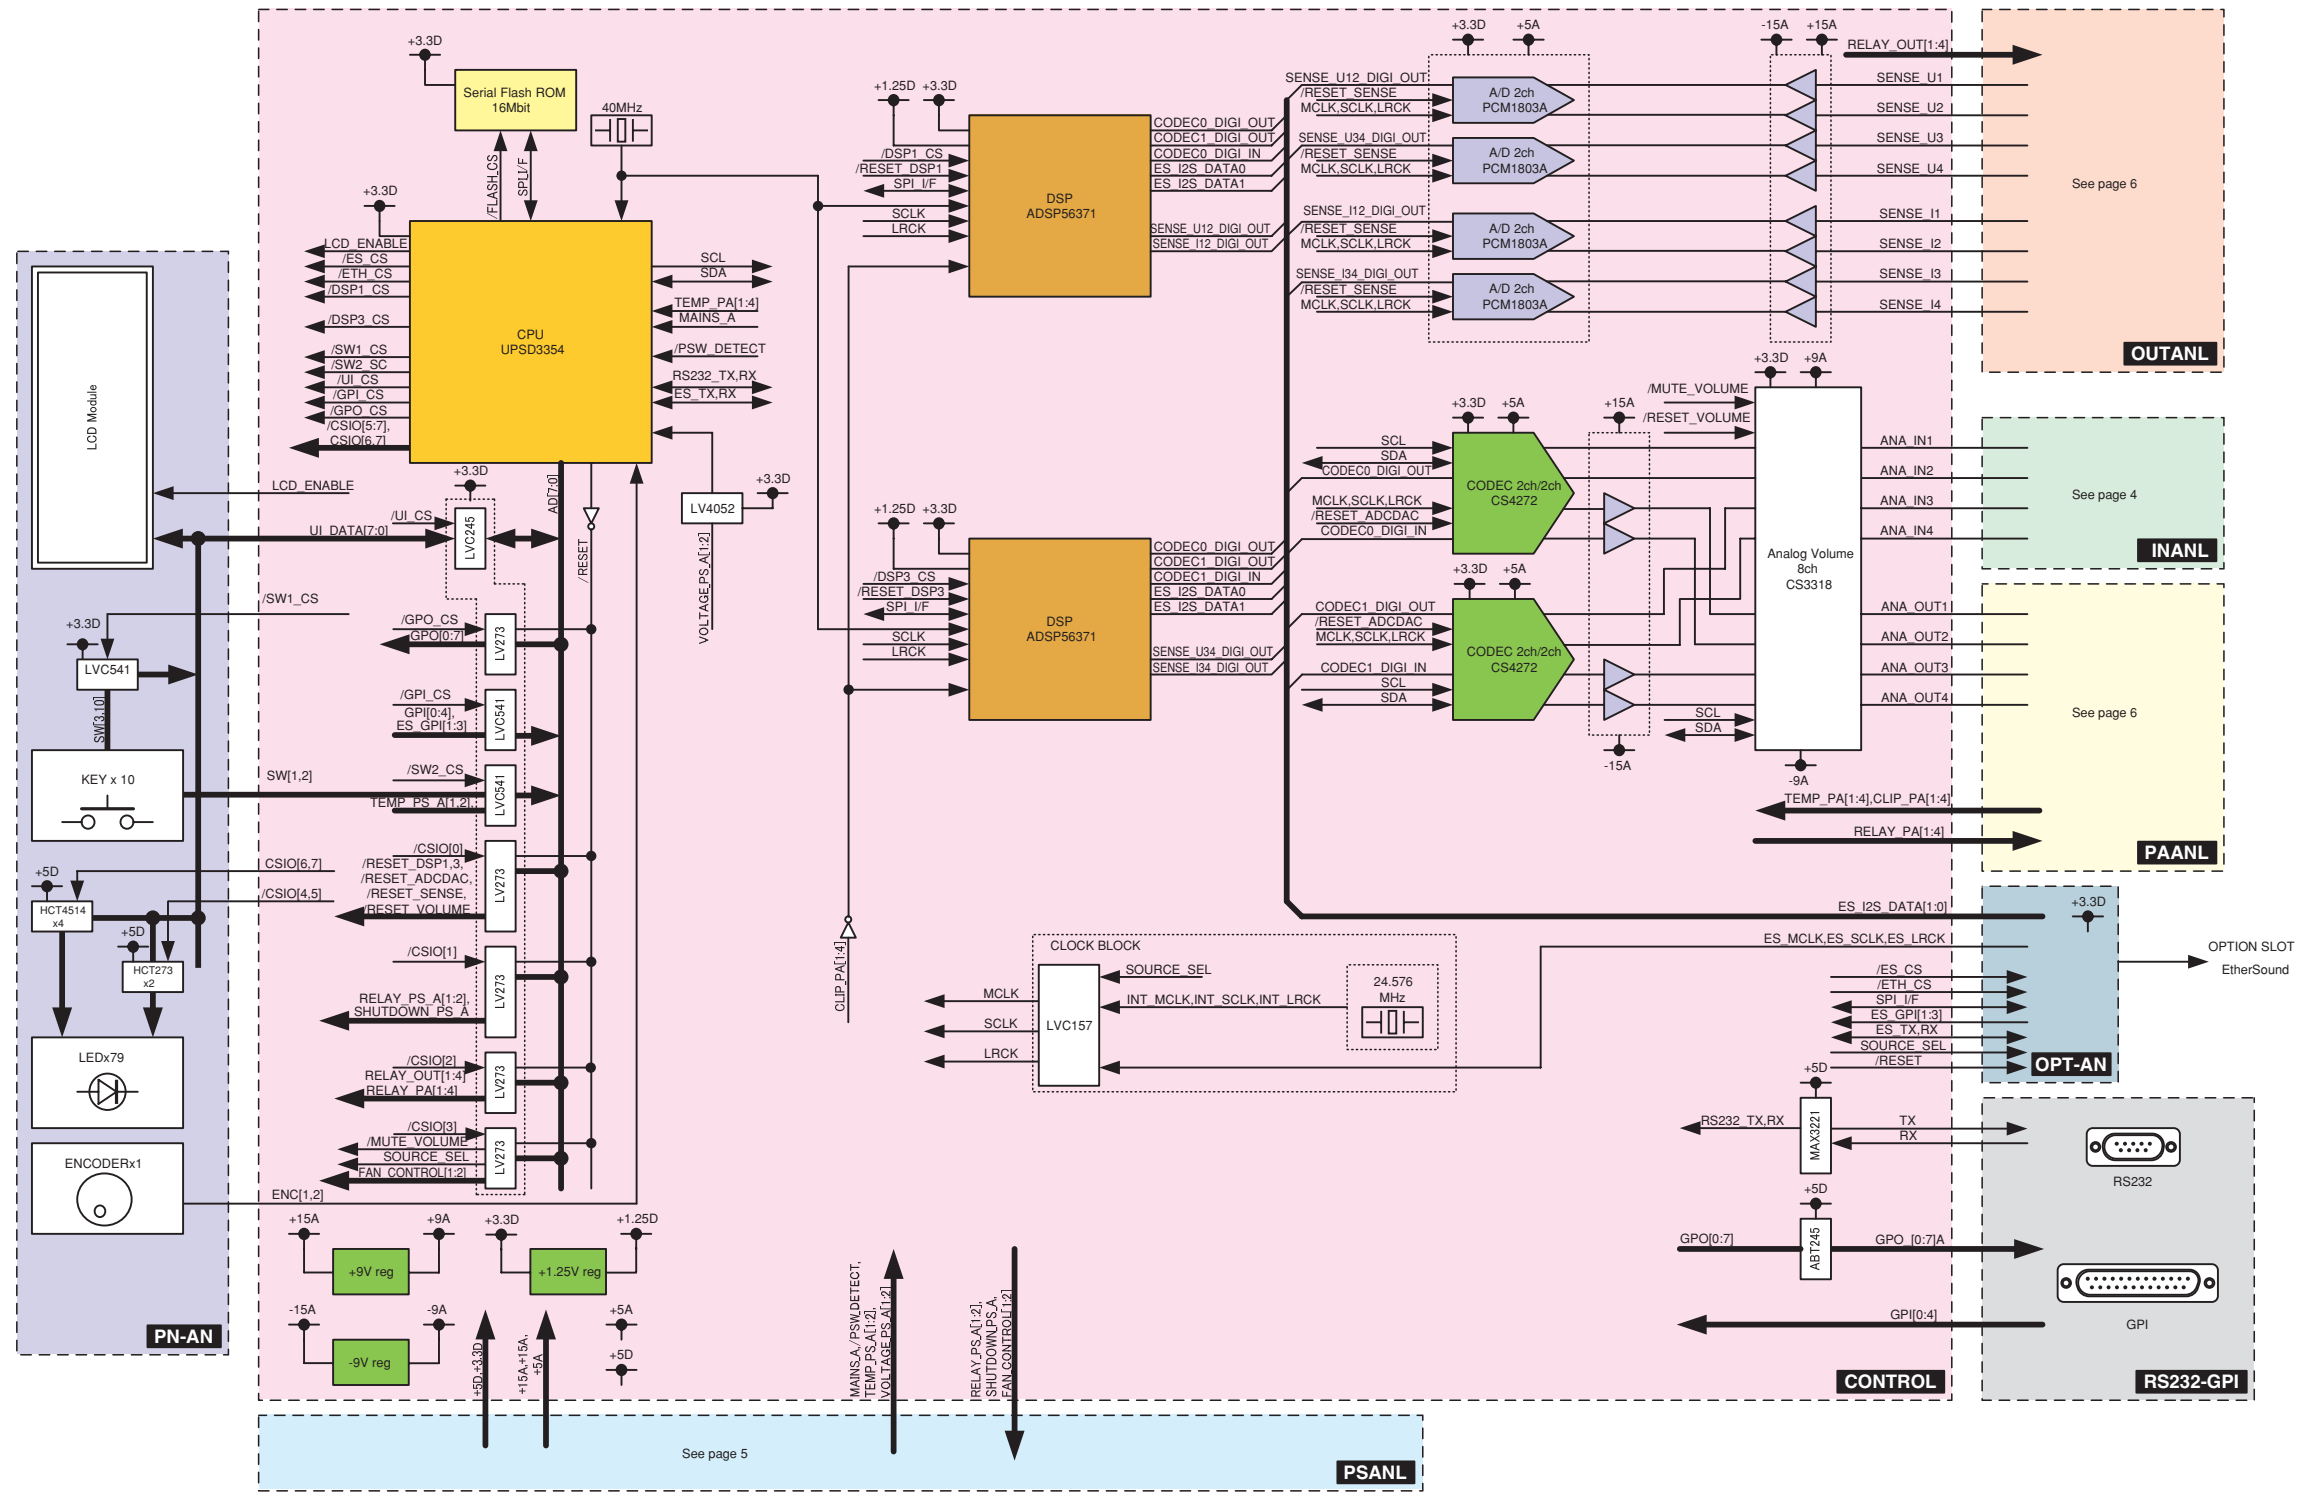 +3.3D
Serial Flash ROM
16Mbit
40MHz
/FLASH_CS
SPI_I/F
+3.3D
CPU
UPSD3354
LCD_ENABLE
/ES_CS
/ETH_CS
/DSP1_CS
/DSP3_CS
/SW1_CS
/SW2_SC
/UI_CS
/GPI_CS
/GPO_CS
/CSIO[5:7],
CSIO[6,7]
SCL
SDA
TEMP_PA[1:4]
MAINS_A
/PSW_DETECT
RS232_TX,RX
ES_TX,RX
LV4052
+3.3D
VOLTAGE_PS_A[1:2]
AD[7:0]
/RESET
LCD Module
LCD_ENABLE
+3.3D
/UI_CS
UI_DATA[7:0]
LVC245
/SW1_CS
+3.3D
LVC541
SW[3,10]
KEY x 10
/GPO_CS
GPO[0:7]
LV273
/GPI_CS
GPI[0:4],
ES_GPI[1:3]
LVC541
SW[1,2]
/SW2_CS
TEMP_PS_A[1,2],
LVC541
CSIO[6,7]
/CSIO[4,5]
+5D
HCT4514
x4
+5D
HCT273
x2
/CSIO[0]
/RESET_DSP1,3,
/RESET_ADCDAC,
/RESET_SENSE,
/RESET_VOLUME
LV273
/CSIO[1]
RELAY_PS_A[1:2],
SHUTDOWN_PS_A
LV273
LEDx79
/CSIO[2]
RELAY_OUT[1:4]
RELAY_PA[1:4]
LV273
/CSIO[3]
/MUTE_VOLUME
SOURCE_SEL
FAN_CONTROL[1:2]
LV273
ENCODERx1
ENC[1,2]
PN-AN
+15A
+9A
+9V reg
+3.3D
+1.25D
+1.25V reg
-15A
-9A
-9V reg
+5A
+5D
+5D,+3.3D
+15A,+15A,
+5A
MAINS_A,/PSW_DETECT,
TEMP_PS_A[1:2],
VOLTAGE_PS_A[1:2]
RELAY_PS_A[1:2],
SHUTDOWN_PS_A,
FAN_CONTROL[1:2]
See page 5
PSANL
+1.25D
+3.3D
/DSP1_CS
/RESET_DSP1
SPI_I/F
SCLK
LRCK
DSP
ADSP56371
CODEC0_DIGI_OUT
CODEC1_DIGI_OUT
CODEC0_DIGI_IN
ES_I2S_DATA0
ES_I2S_DATA1
SENSE_U12_DIGI_OUT
SENSE_I12_DIGI_OUT
+1.25D
+3.3D
/DSP3_CS
/RESET_DSP3
SPI_I/F
SCLK
LRCK
DSP
ADSP56371
CODEC0_DIGI_OUT
CODEC1_DIGI_OUT
CODEC1_DIGI_IN
ES_I2S_DATA0
ES_I2S_DATA1
SENSE_U34_DIGI_OUT
SENSE_I34_DIGI_OUT
CLIP_PA[1:4]
+3.3D
+5A
-15A
+15A
SENSE_U12_DIGI_OUT
/RESET_SENSE
MCLK,SCLK,LRCK
A/D 2ch
PCM1803A
SENSE_U34_DIGI_OUT
/RESET_SENSE
MCLK,SCLK,LRCK
A/D 2ch
PCM1803A
SENSE_I12_DIGI_OUT
/RESET_SENSE
MCLK,SCLK,LRCK
A/D 2ch
PCM1803A
SENSE_I34_DIGI_OUT
/RESET_SENSE
MCLK,SCLK,LRCK
A/D 2ch
PCM1803A
RELAY_OUT[1:4]
SENSE_U1
SENSE_U2
SENSE_U3
SENSE_U4
SENSE_I1
SENSE_I2
SENSE_I3
SENSE_I4
See page 6
OUTANL
+3.3D
+5A
SCL
SDA
CODEC0_DIGI_OUT
MCLK,SCLK,LRCK
/RESET_ADCDAC
CODEC0_DIGI_IN
CODEC 2ch/2ch
CS4272
+3.3D
+5A
CODEC1_DIGI_OUT
/RESET_ADCDAC
MCLK,SCLK,LRCK
CODEC1_DIGI_IN
SCL
SDA
CODEC 2ch/2ch
CS4272
+15A
-15A
+3.3D
+9A
/MUTE_VOLUME
/RESET_VOLUME
Analog Volume
8ch
CS3318
SCL
SDA
-9A
ANA_IN1
ANA_IN2
ANA_IN3
ANA_IN4
See page 4
INANL
ANA_OUT1
ANA_OUT2
ANA_OUT3
ANA_OUT4
See page 6
TEMP_PA[1:4],CLIP_PA[1:4]
RELAY_PA[1:4]
PAANL
ES_I2S_DATA[1:0]
+3.3D
ES_MCLK,ES_SCLK,ES_LRCK
/ES_CS
/ETH_CS
SPI_I/F
ES_GPI[1:3]
ES_TX,RX
SOURCE_SEL
/RESET
OPT-AN
OPTION SLOT
EtherSound
CLOCK BLOCK
SOURCE_SEL
INT_MCLK,INT_SCLK,INT_LRCK
24.576
MHz
LVC157
MCLK
SCLK
LRCK
+5D
RS232_TX,RX
MAX3221
TX
RX
RS232
+5D
GPO[0:7]
ABT245
GPO_[0:7]A
GPI[0:4]
GPI
CONTROL
RS232-GPI